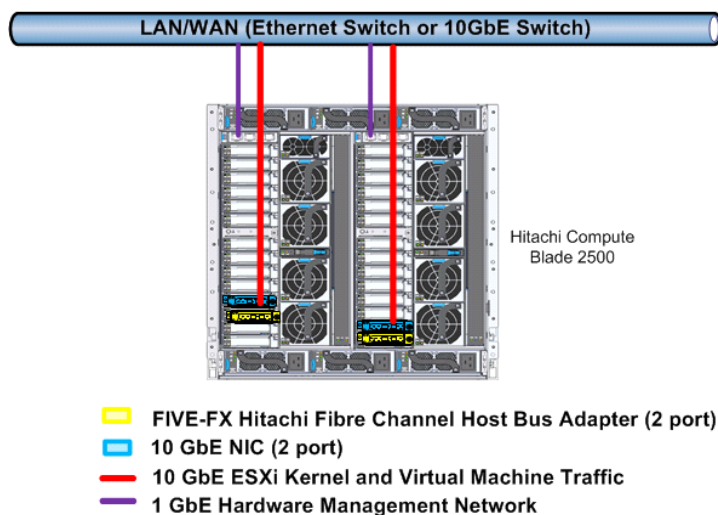 LAN/WAN (Ethernet Switch or 10GbE Switch)
Hitachi Compute
Blade 2500
FIVE-FX Hitachi Fibre Channel Host Bus Adapter (2 port)
10 GbE NIC (2 port)
10 GbE ESXi Kernel and Virtual Machine Traffic
1 GbE Hardware Management Network